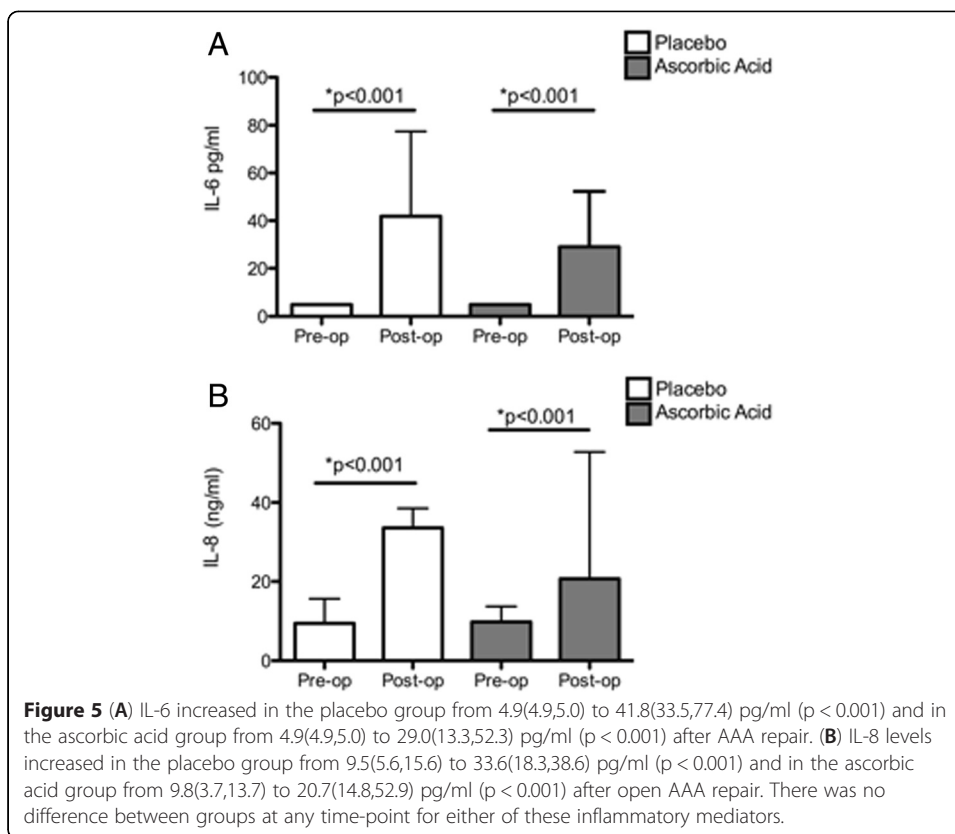 A
Placebo
Ascorbic Acid
100
80
60
40
20
0
IL-6 pg/ml
*p<0.001
*p<0.001
Pre-op Post-op Pre-op Post-op
B
Placebo
Ascorbic Acid
60
40
20
0
IL-8 (ng/ml)
*p<0.001
*p<0.001
Pre-op Post-op Pre-op Post-op
Figure 5 (A) IL-6 increased in the placebo group from 4.9(4.9,5.0) to 41.8(33.5,77.4) pg/ml (p < 0.001) and in
the ascorbic acid group from 4.9(4.9,5.0) to 29.0(13.3,52.3) pg/ml (p < 0.001) after AAA repair. (B) IL-8 levels
increased in the placebo group from 9.5(5.6,15.6) to 33.6(18.3,38.6) pg/ml (p < 0.001) and in the ascorbic
acid group from 9.8(3.7,13.7) to 20.7(14.8,52.9) pg/ml (p < 0.001) after open AAA repair. There was no
difference between groups at any time-point for either of these inflammatory mediators.